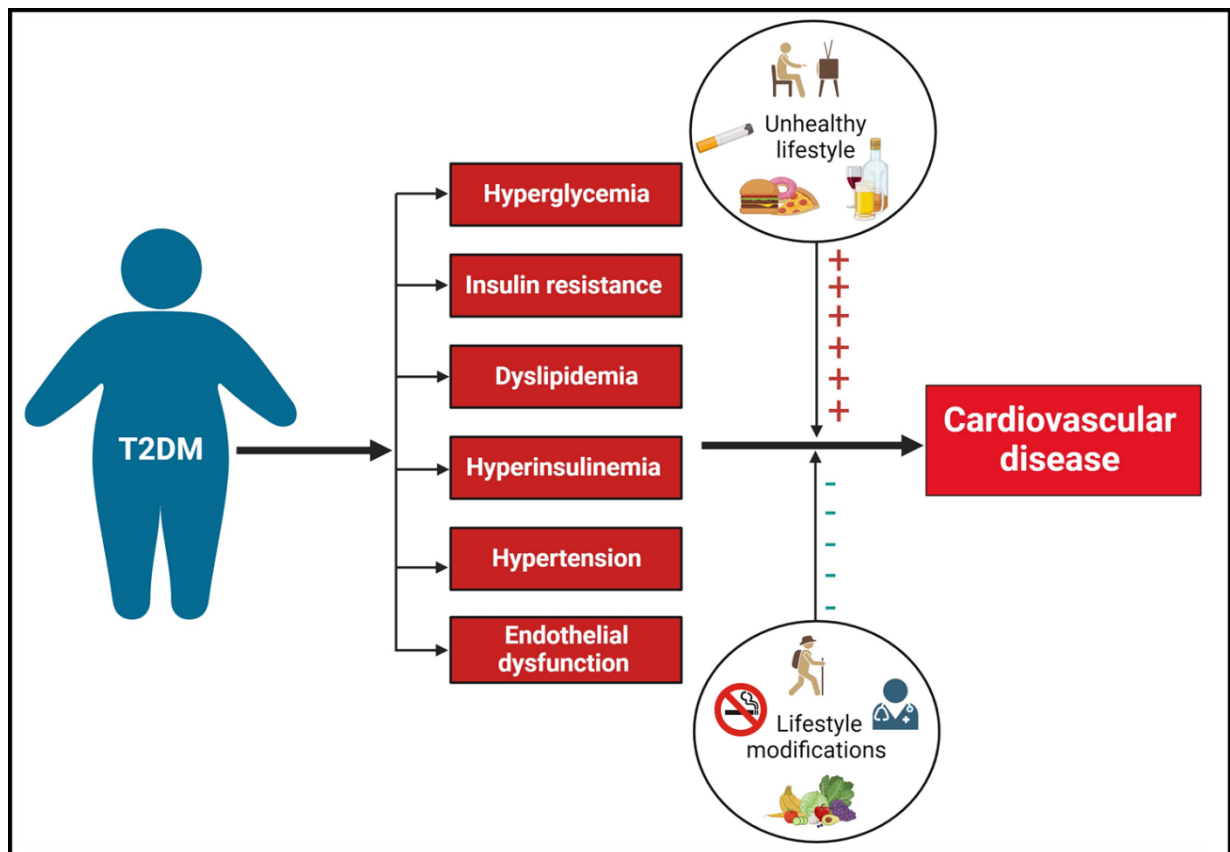 Unhealthy
lifestyle
Hyperglycemia
Insulin resistance
Dyslipidemia
T2DM
Hyperinsulinemia
Hypertension
Endothelial
dysfunction
++++++
Cardiovascular
disease
-----
Lifestyle
modifications